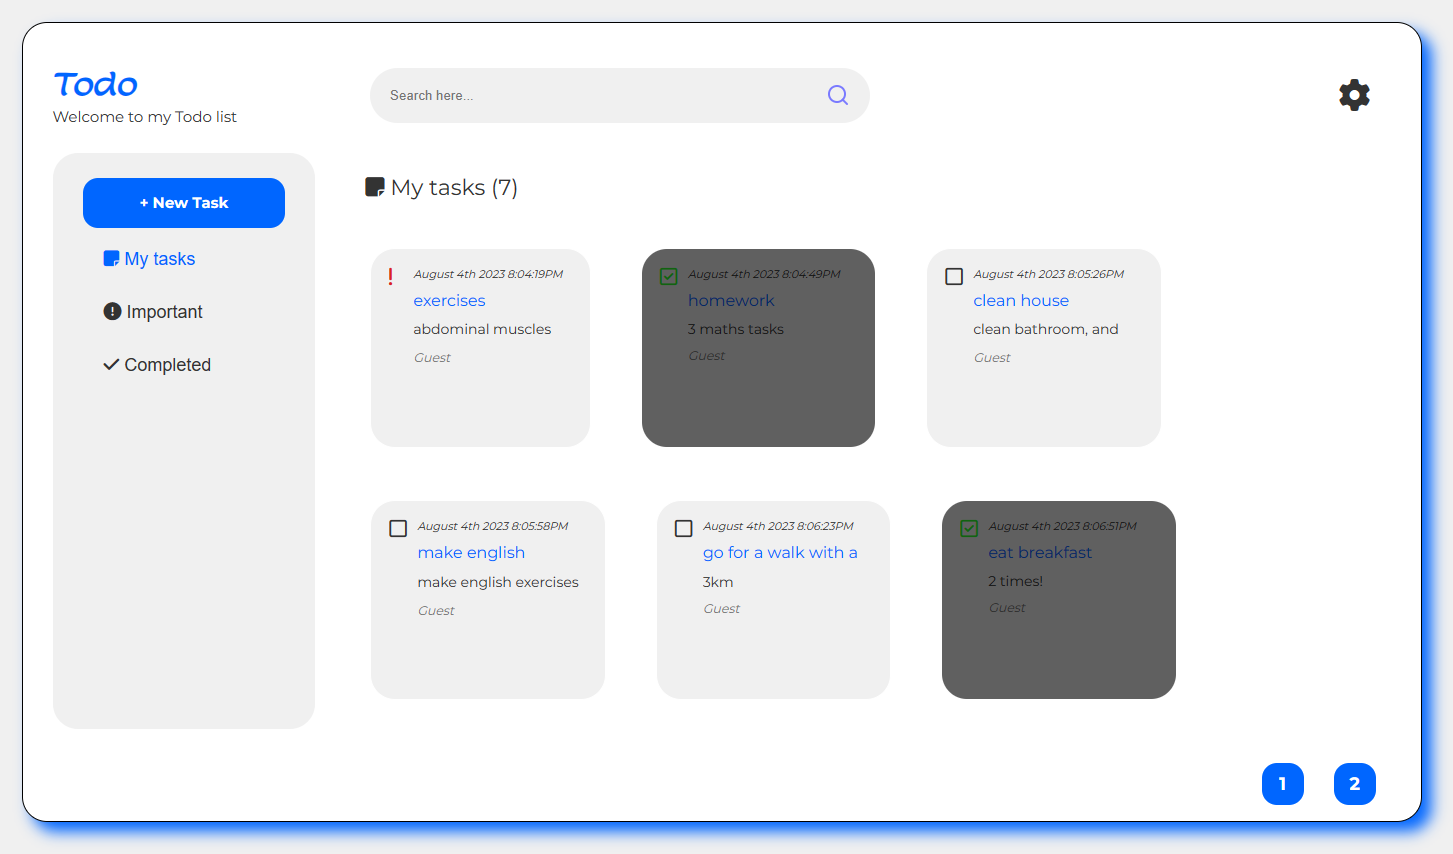 Todo
Welcome to my Todo list
Search here...
+ New Task
My tasks
Important
Completed
My tasks (7)
August 4th 2023 8:04:19PM
exercises
abdominal muscles
Guest
August 4th 2023 8:04:49PM
homework
3 maths tasks
Guest
August 4th 2023 8:05:26PM
clean house
clean bathroom, and
Guest
August 4th 2023 8:05:58PM
make english
make english exercises
Guest
August 4th 2023 8:06:23PM
go for a walk with a
3km
Guest
August 4th 2023 8:06:51PM
eat breakfast
2 times!
Guest
1 2